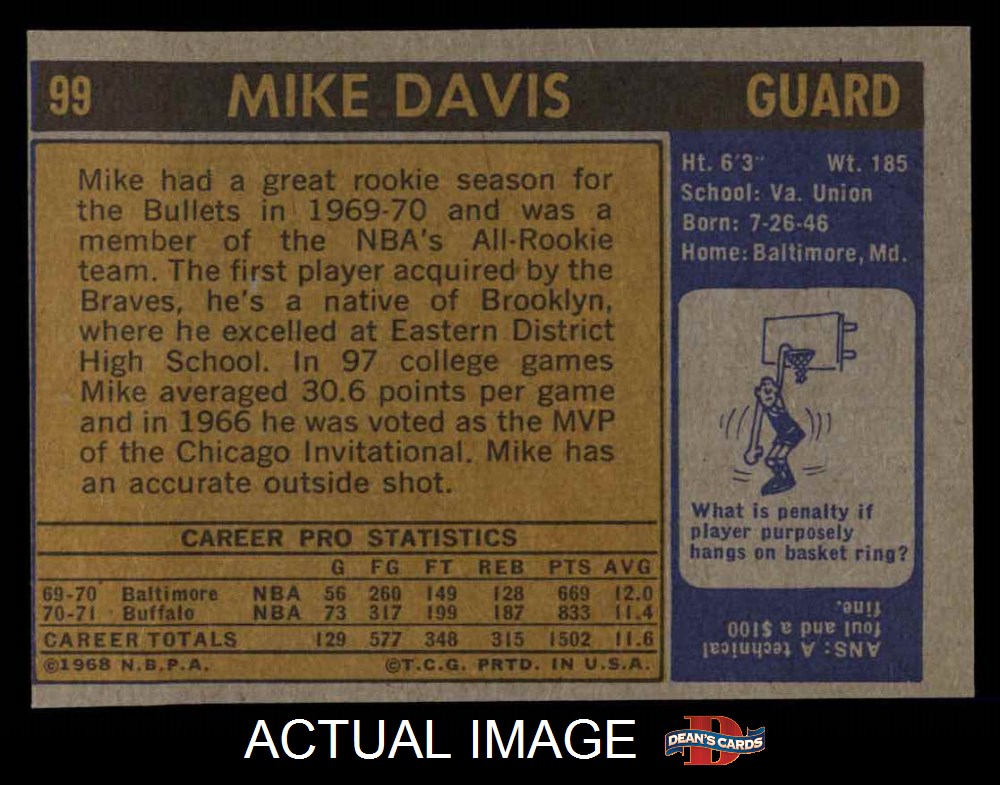 99 MIKE DAVIS GUARD
Mike had a great rookie season for
the Bullets in 1969-70 and was a
member of the NBA's All-Rookie
team. The first player acquired by the
Braves, he's a native of Brooklyn,
where he excelled at Eastern District
High School. In 97 college games
Mike averaged 30.6 points per game
and in 1966 he was voted as the MVP
of the Chicago Invitational. Mike has
an accurate outside shot.
CAREER PRO STATISTICS
G FG FT REB PTS AVG
69-70 Baltimore NBA 56 260 149 128 669 12.0
70-71 Buffalo NBA 73 317 199 187 833 11.4
CAREER TOTALS 129 577 348 315 1502 11.6
©1968 N.B.P.A. ©T.C.G. PRTD. IN U.S.A.
Ht. 6'3" Wt. 185
School: Va. Union
Born: 7-26-46
Home: Baltimore, Md.
What is penalty if
player purposely
hangs on basket ring?
ANS: A technical
foul and a $100
fine.
ACTUAL IMAGE
D
DEAN'S CARDS